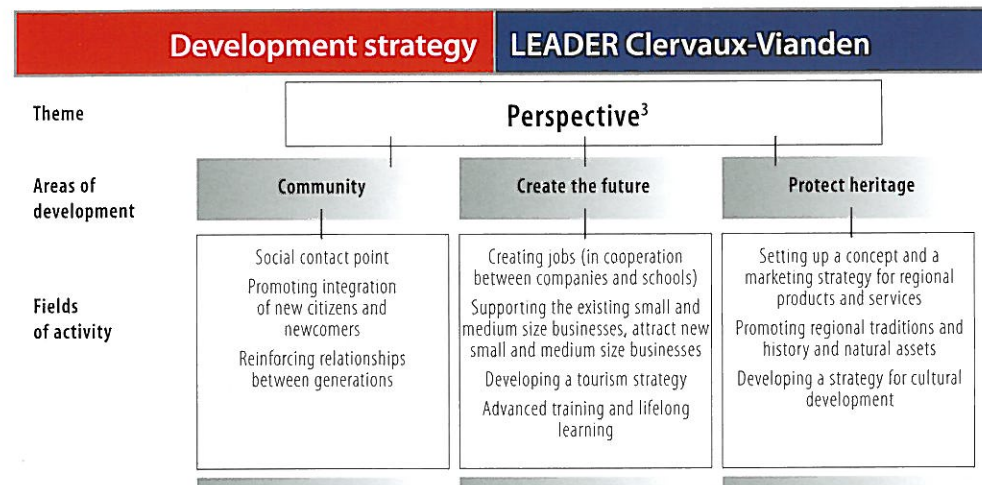 Development strategy LEADER Clervaux-Vianden
Theme
Perspective³
Areas of
development
Community
Create the future
Protect heritage
Fields
of activity
Social contact point
Promoting integration
of new citizens and
newcomers
Reinforcing relationships
between generations
Creating jobs (in cooperation
between companies and schools)
Supporting the existing small and
medium size businesses, attract new
small and medium size businesses
Developing a tourism strategy
Advanced training and lifelong
learning
Setting up a concept and a
marketing strategy for regional
products and services
Promoting regional traditions and
history and natural assets
Developing a strategy for cultural
development